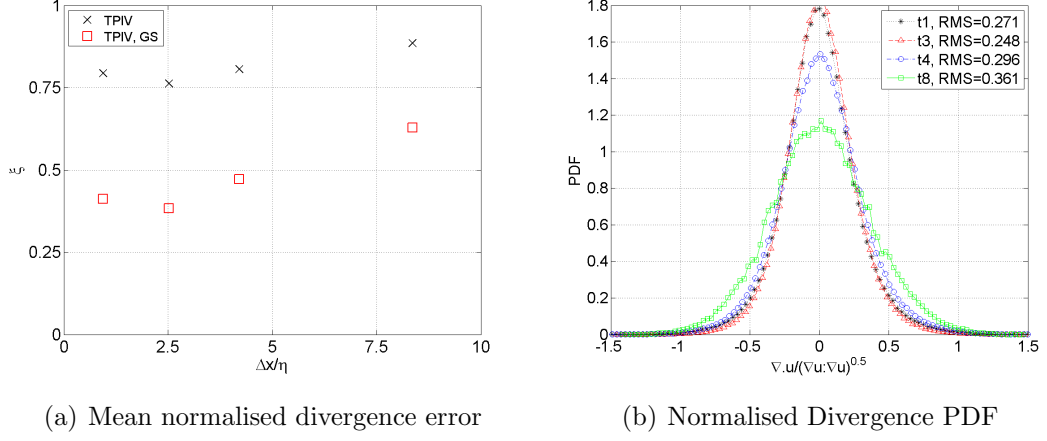 1
0.75
0.5
0.25
0
0
2.5
5
7.5
10
ξ
Δx/η
TPIV
TPIV, GS
(a) Mean normalised divergence error
1.8
1.6
1.4
1.2
1
0.8
0.6
0.4
0.2
0
-1.5
-1
-0.5
0
0.5
1
1.5
PDF
∇.u/(∇u:∇u)^0.5
t1, RMS=0.271
t3, RMS=0.248
t4, RMS=0.296
t8, RMS=0.361
(b) Normalised Divergence PDF